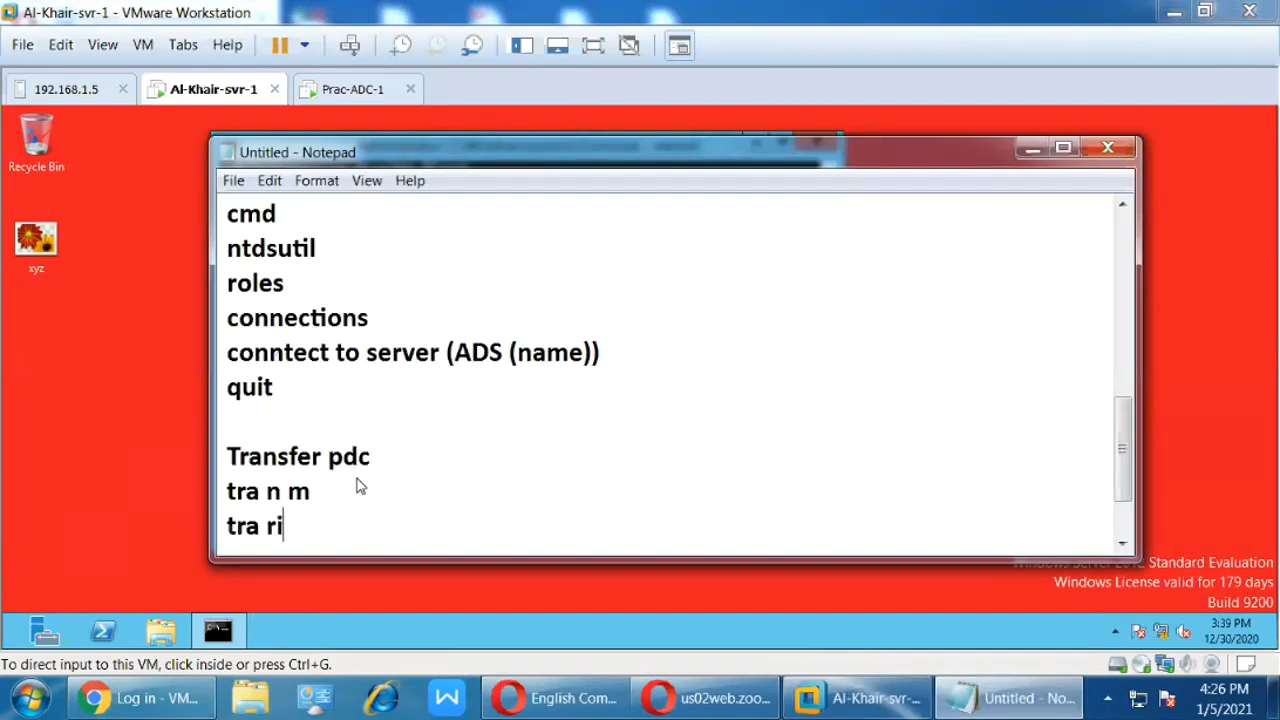 Al-Khair-svr-1 - VMware Workstation
File Edit View VM Tabs Help
192.168.1.5 Al-Khair-svr-1 Prac-ADC-1
Recycle Bin
xyz
Untitled - Notepad
File Edit Format View Help
cmd
ntdsutil
roles
connections
conntect to server (ADS (name))
quit
Transfer pdc
tra n m
tra ri
Standard Evaluation
Windows License valid for 179 days
Build 9200
3:39 PM
12/30/2020
To direct input to this VM, click inside or press Ctrl+G.
Log in - VM... English Com... us02web.zoo... Al-Khair-svr-... Untitled - No...
4:26 PM
1/5/2021